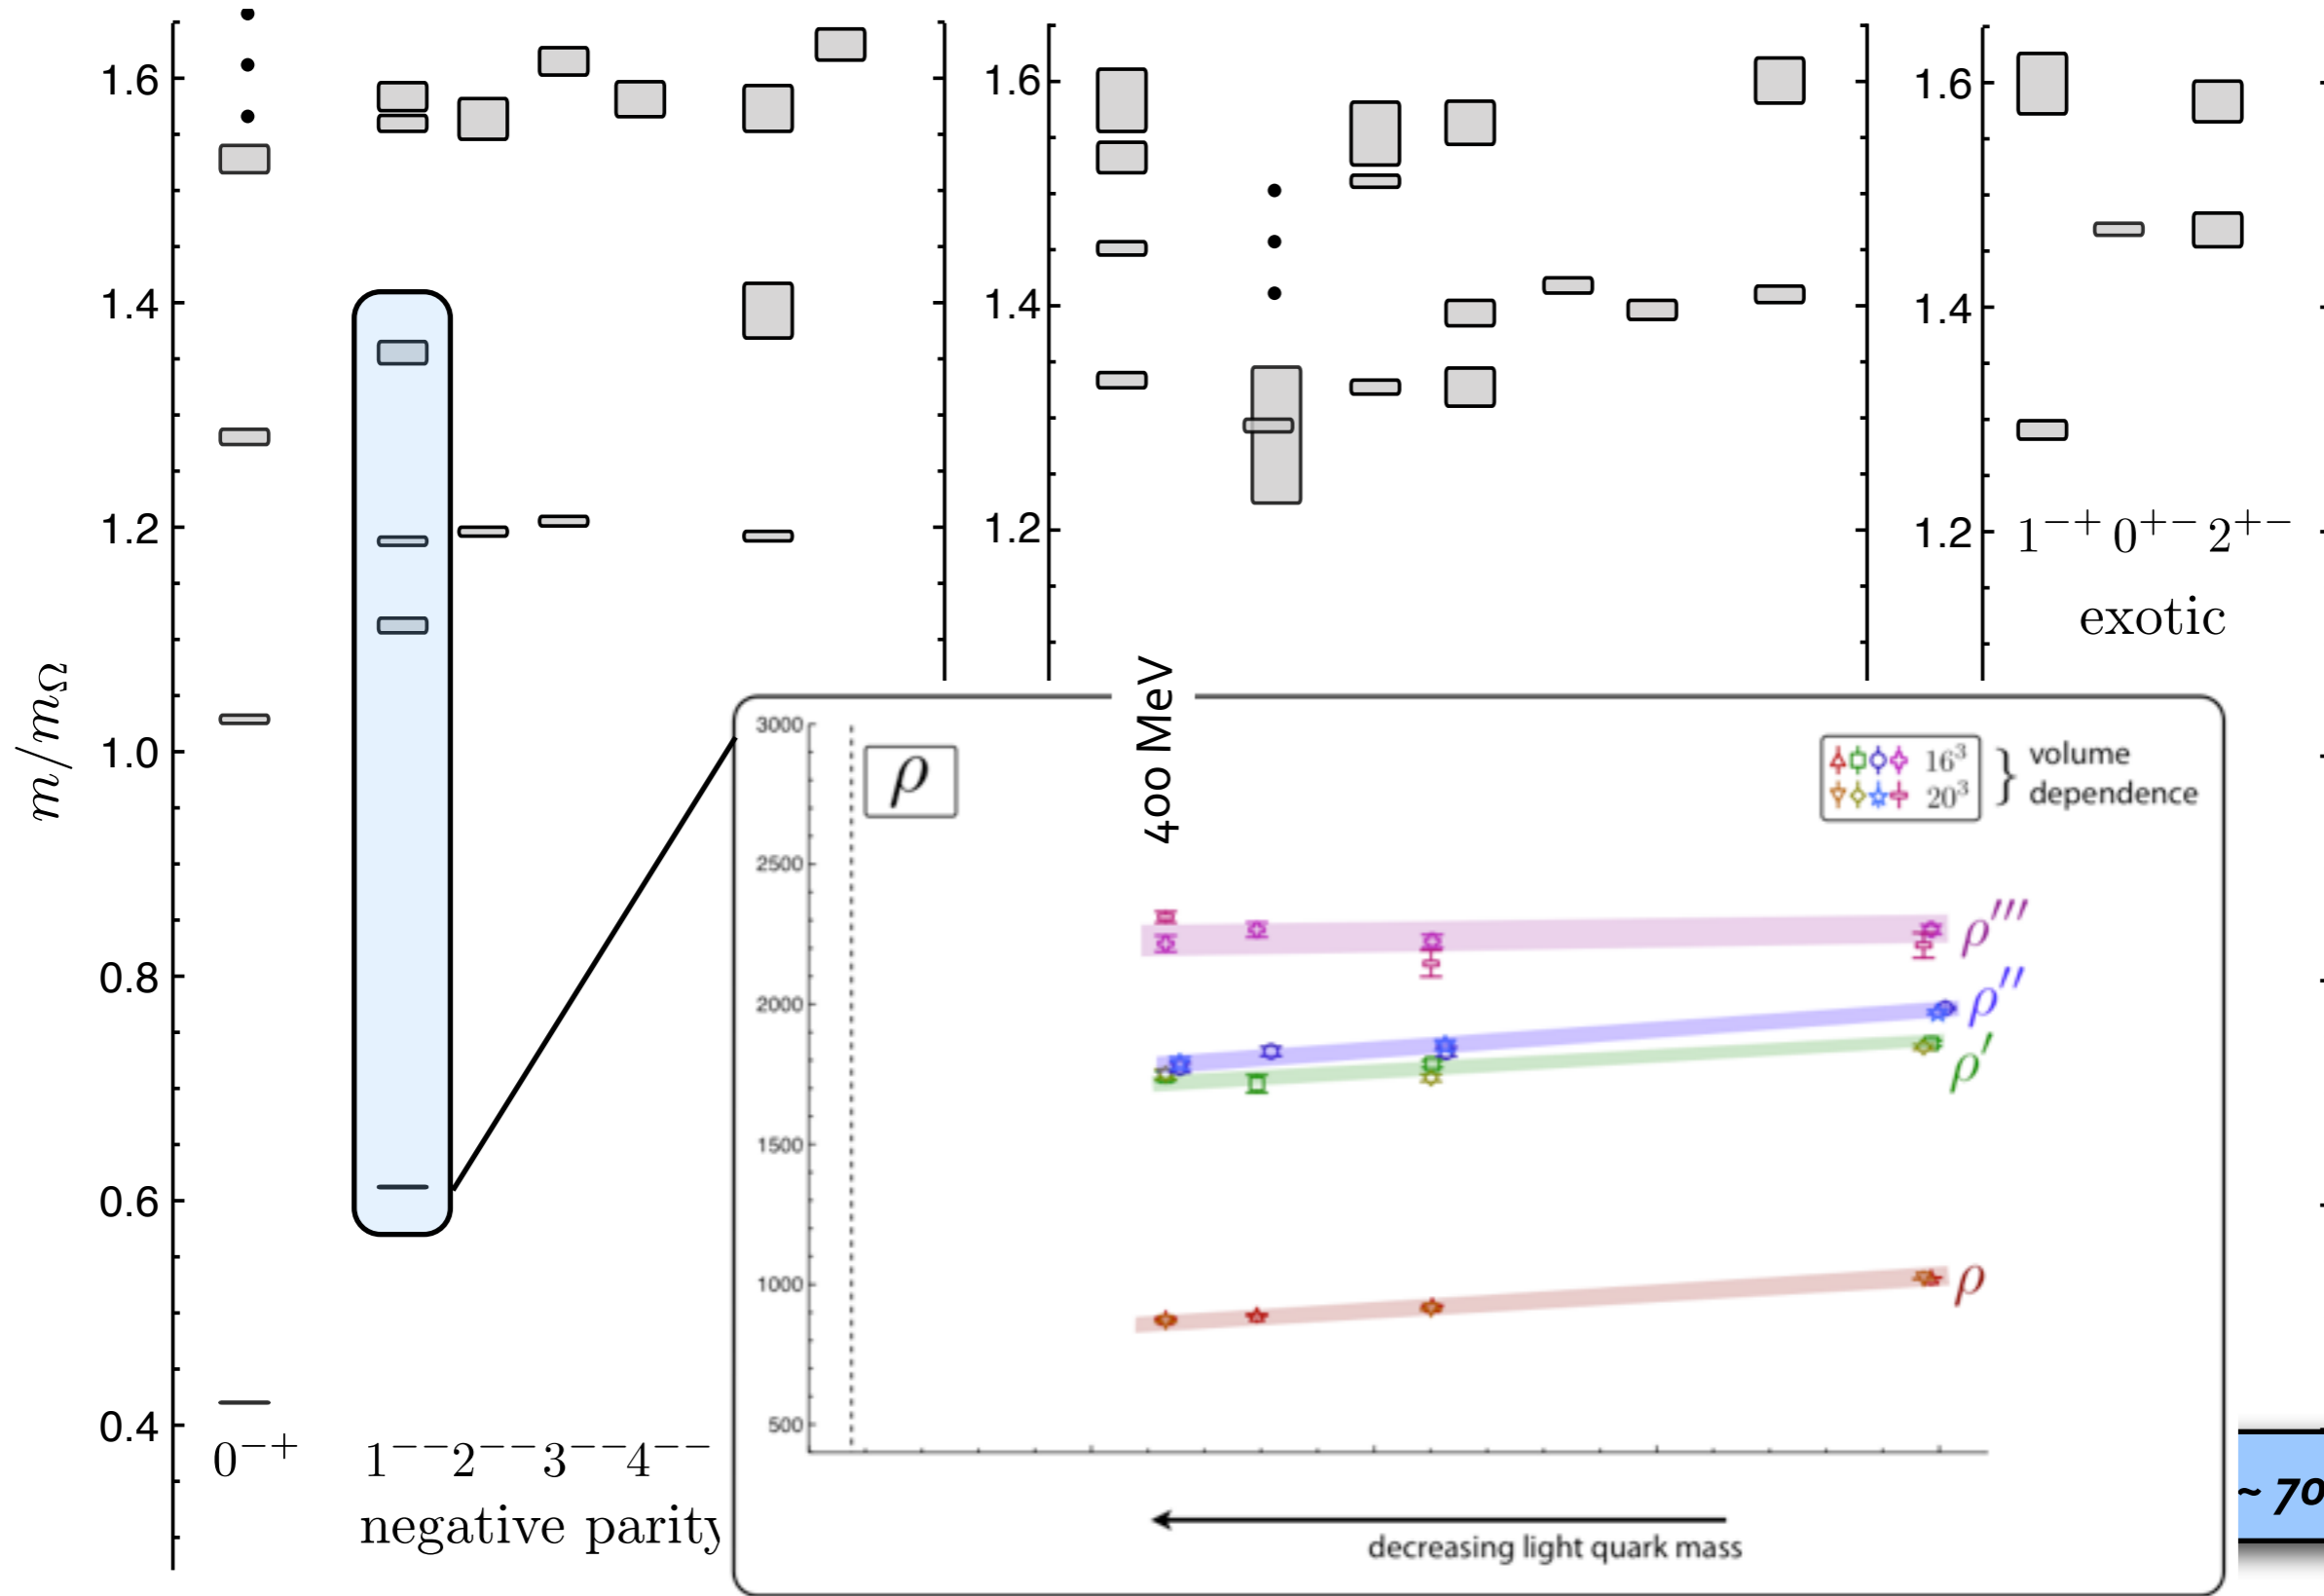 1.6
1.4
1.2
1.0
0.8
0.6
0.4
m/m_Ω
0⁻⁺ 1⁻⁻ 2⁻⁻ 3⁻⁻ 4⁻⁻
negative parity
1.6
1.4
1.2
1.6
1.4
1.2
1⁻⁺ 0⁺⁻ 2⁺⁻
exotic
400 MeV
3000
2500
2000
1500
1000
500
ρ
16³
20³
} volume
dependence
ρ‴
ρ″
ρ′
ρ
decreasing light quark mass
~ 70